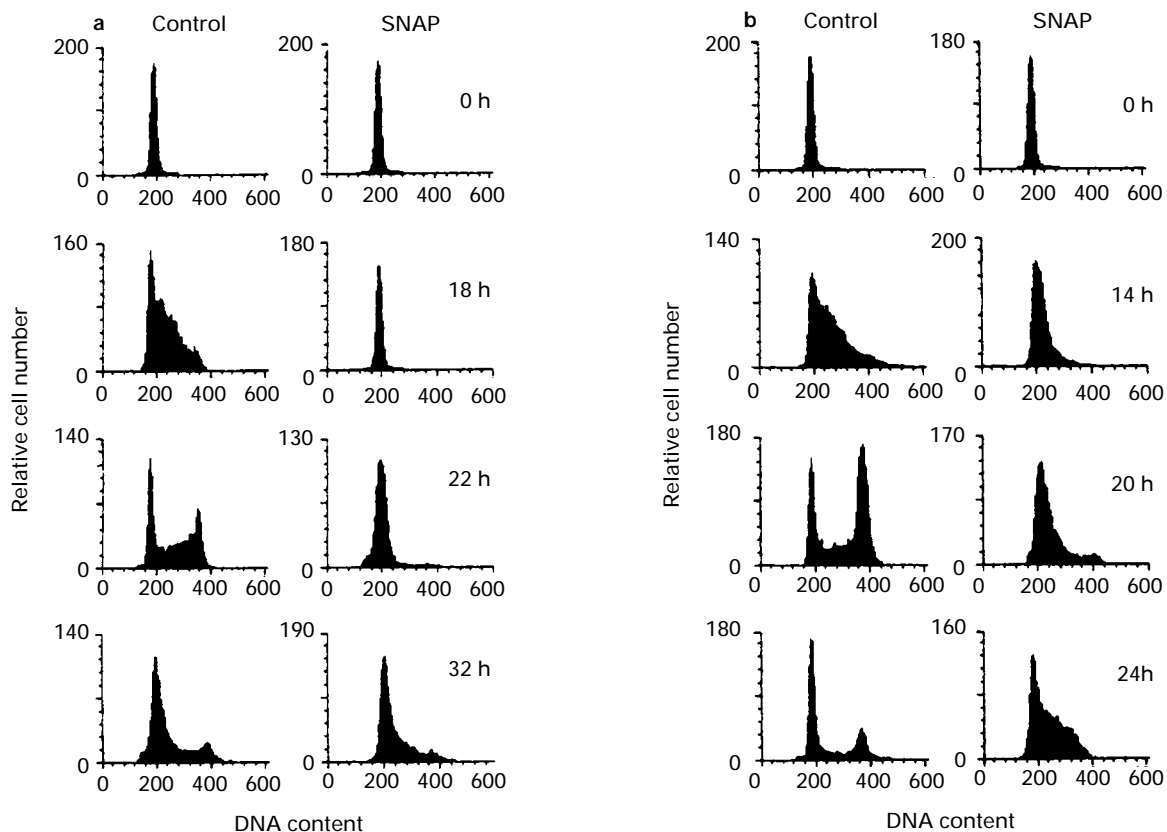 a Control SNAP
200 200
0 h
0 0
0 200 400 600 0 200 400 600
160 180
18 h
0 0
0 200 400 600 0 200 400 600
140 130
22 h
0 0
0 200 400 600 0 200 400 600
140 190
32 h
0 0
0 200 400 600 0 200 400 600
Relative cell number
DNA content
b Control SNAP
200 180
0 h
0 0
0 200 400 600 0 200 400 600
140 200
14 h
0 0
0 200 400 600 0 200 400 600
180 170
20 h
0 0
0 200 400 600 0 200 400 600
180 160
24h
0 0
0 200 400 600 0 200 400 600
Relative cell number
DNA content